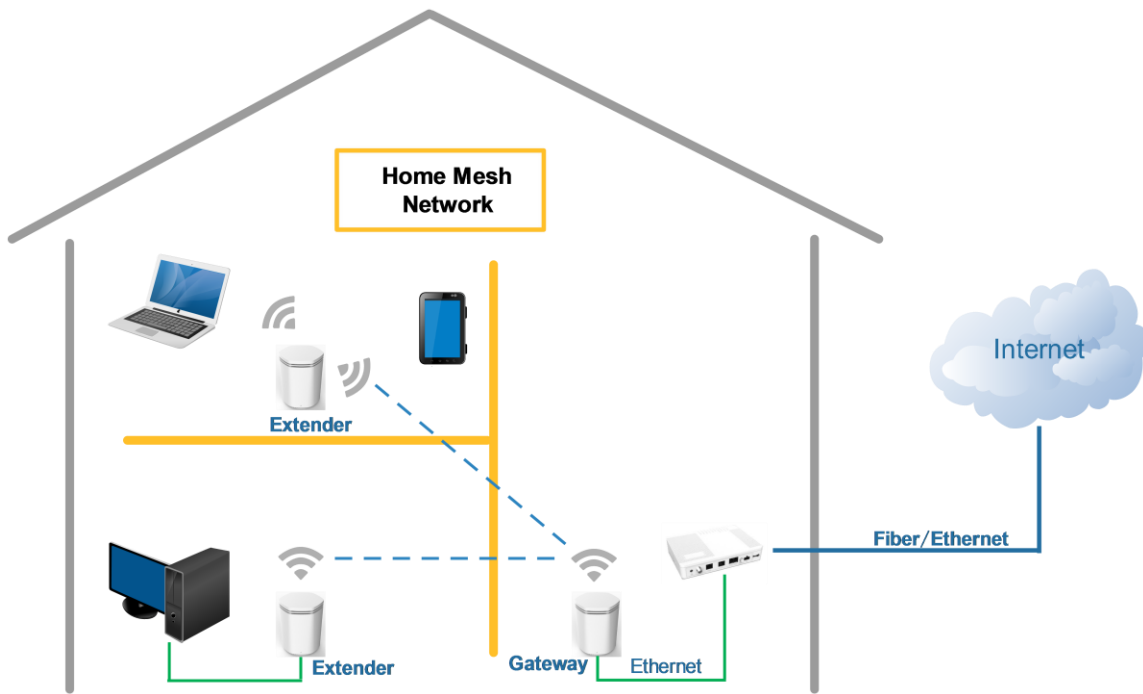 Home Mesh
Network
Internet
Extender
Fiber/Ethernet
Extender
Gateway
Ethernet